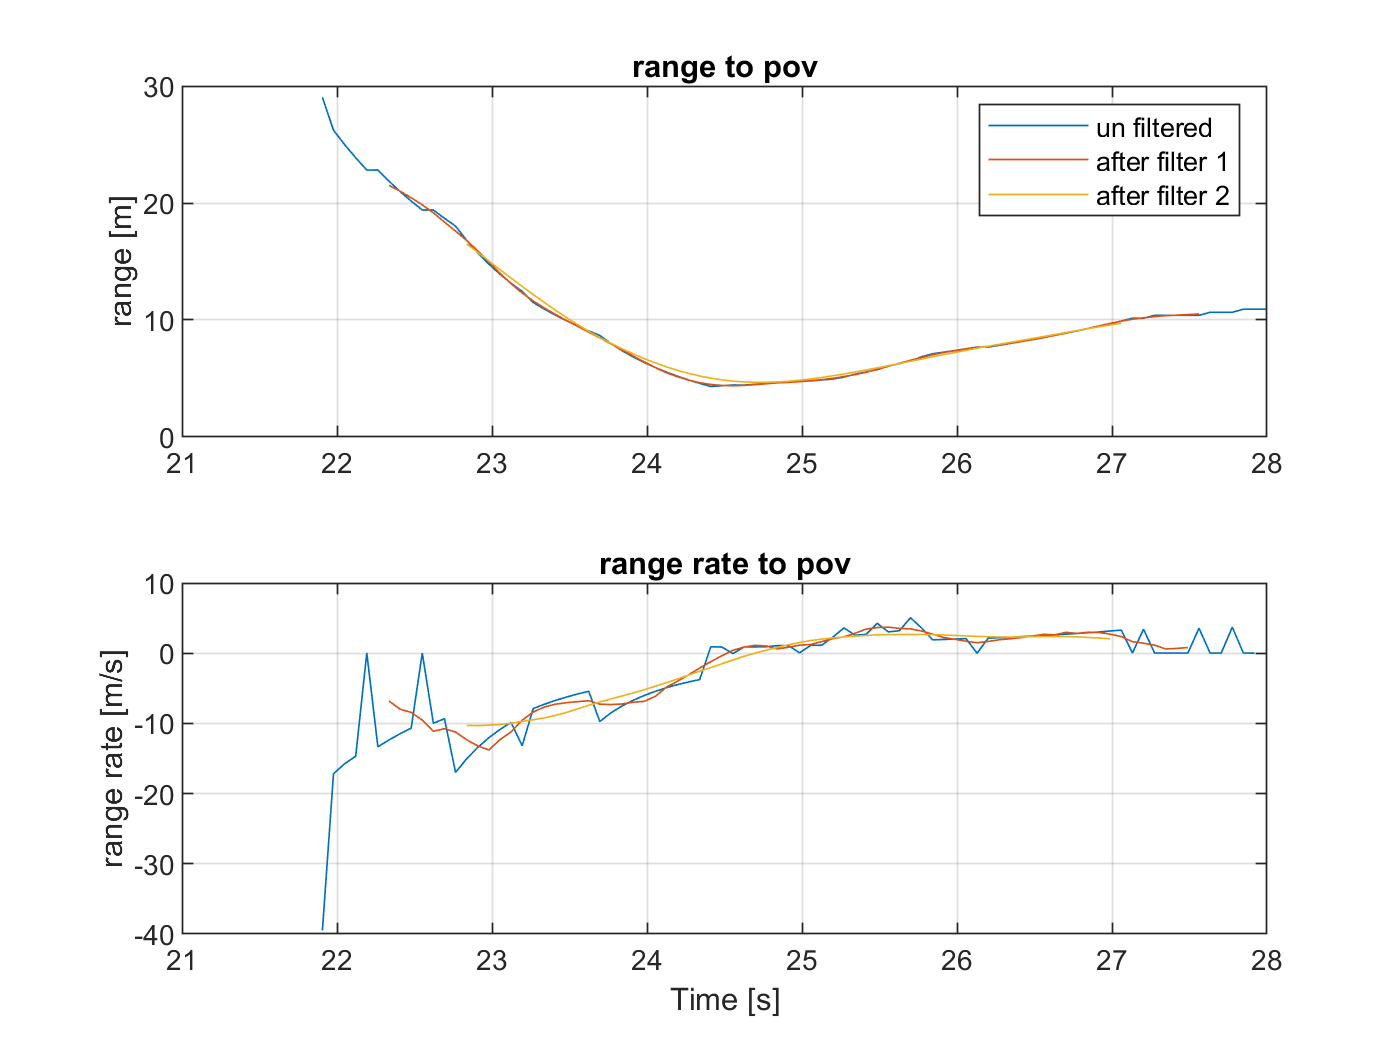 range to pov
30
20
10
0
range [m]
un filtered
after filter 1
after filter 2
21 22 23 24 25 26 27 28
range rate to pov
10
0
-10
-20
-30
-40
range rate [m/s]
21 22 23 24 25 26 27 28
Time [s]